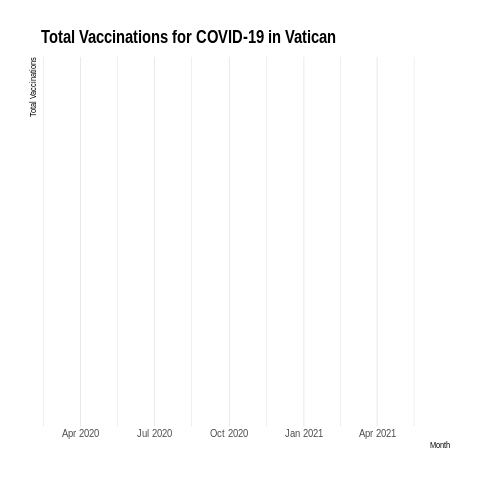 Total Vaccinations for COVID-19 in Vatican
Total Vaccinations
Apr 2020
Jul 2020
Oct 2020
Jan 2021
Apr 2021
Month